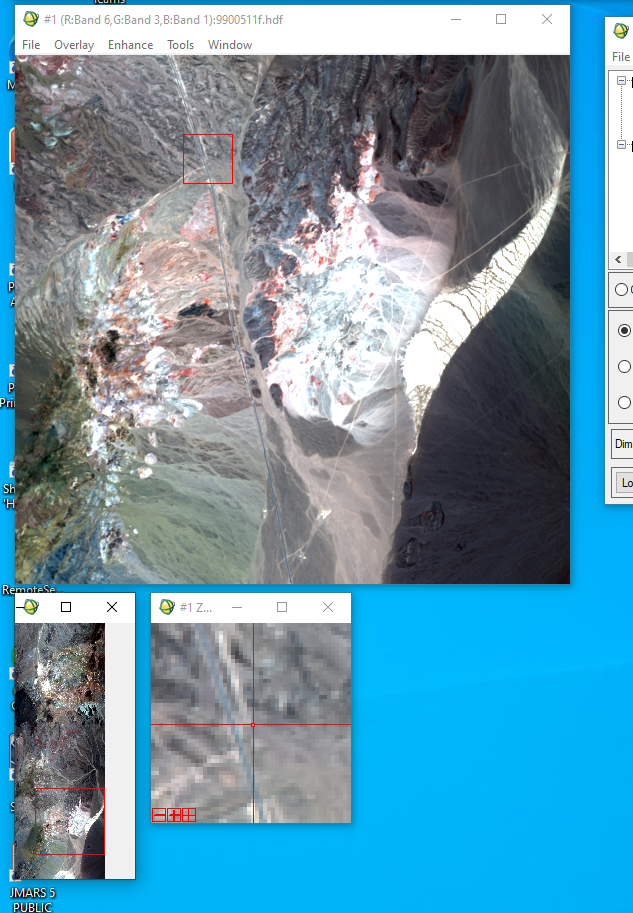 #1 (R:Band 6,G:Band 3,B:Band 1):9900511f.hdf
File Overlay Enhance Tools Window
File
Dim
Lo
Sh
'H
RemoteSe...
#1 Z...
JMARS 5
PUBLIC